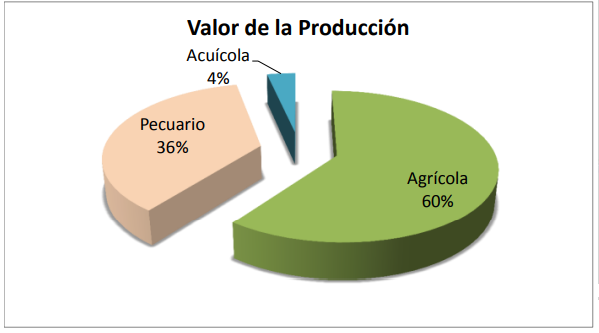 Valor de la Producción
Acuícola
4%
Pecuario
36%
Agrícola
60%